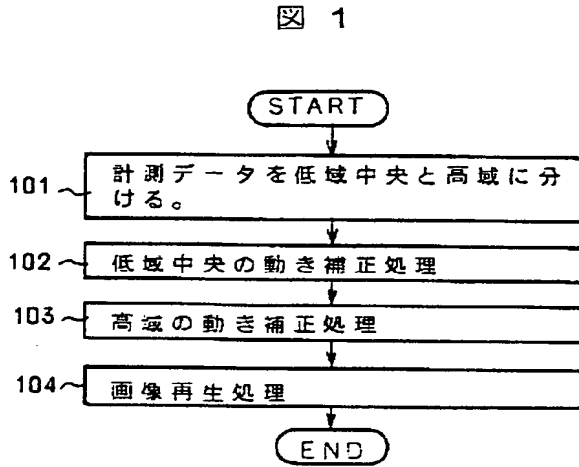 図 1
START
101
計測データを低域中央と高域に分
ける。
102
低域中央の動き補正処理
103
高域の動き補正処理
104
画像再生処理
END